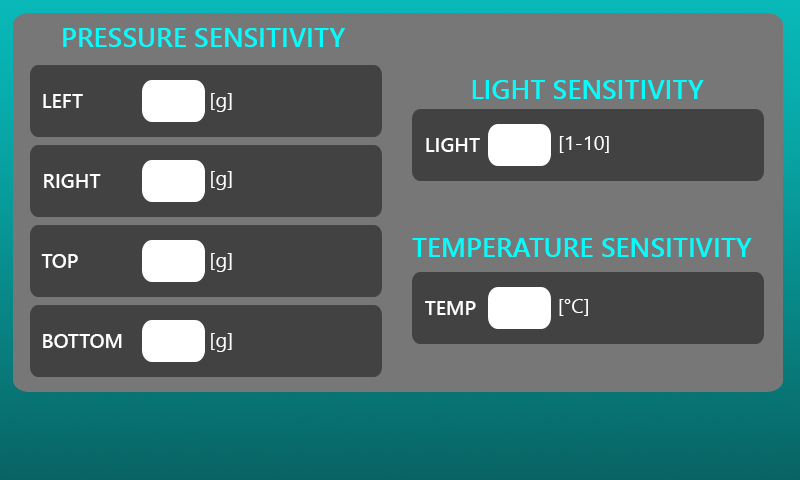 PRESSURE SENSITIVITY
LEFT [g]
RIGHT [g]
TOP [g]
BOTTOM [g]
LIGHT SENSITIVITY
LIGHT [1-10]
TEMPERATURE SENSITIVITY
TEMP [°C]